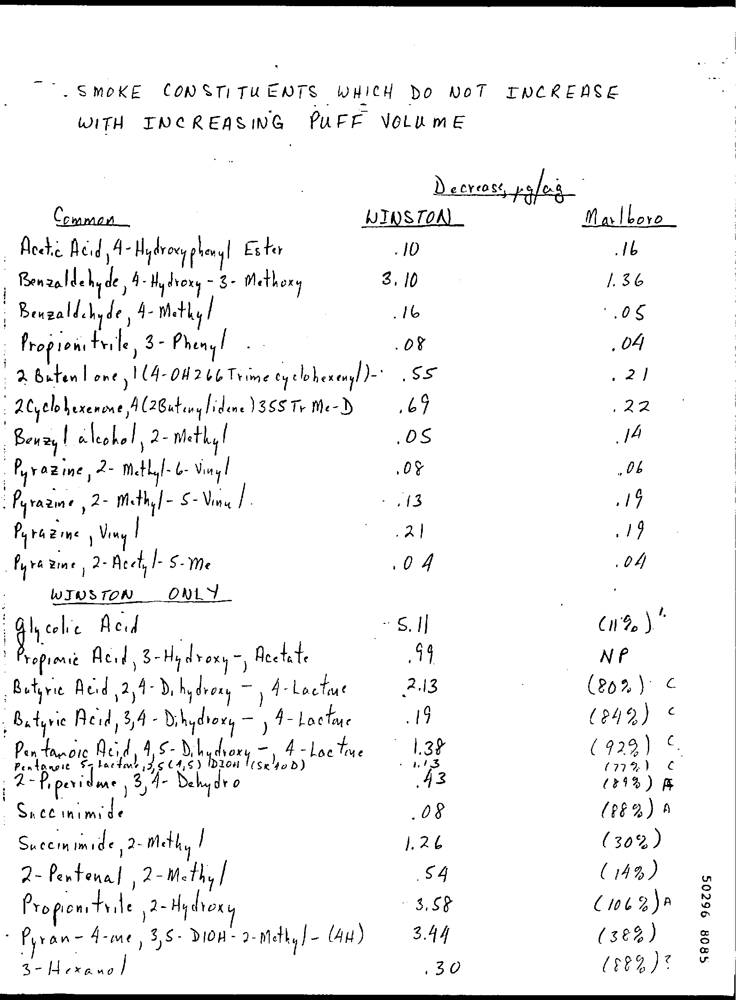 SMOKE CONSTITUENTS WHICH DO NOT INCREASE
WITH INCREASING PUFF VOLUME
Decrease, µg/cig
Common WINSTON Marlboro
Acetic Acid, 4-Hydroxyphenyl Ester .10 .16
Benzaldehyde, 4-Hydroxy-3-Methoxy 3.10 1.36
Benzaldehyde, 4-Methyl .16 .05
Propionitrile, 3-Phenyl .08 .04
2 Buten 1 one, 1(4-OH 266 Trime cyclohexenyl)- .55 .21
2 Cyclohexenone, 4(2Butenylidene) 355 Tr Me-D .69 .22
Benzyl alcohol, 2-Methyl .05 .14
Pyrazine, 2-Methyl-6-Vinyl .08 .06
Pyrazine, 2-Methyl-5-Vinyl .13 .19
Pyrazine, Vinyl .21 .19
Pyrazine, 2-Acetyl-5-Me .04 .04
WINSTON ONLY
Glycolic Acid 5.11 (11%)
Propionic Acid, 3-Hydroxy-, Acetate .99 NP
Butyric Acid, 2,4-Dihydroxy-, 4-Lactone 2.13 (80%) C
Butyric Acid, 3,4-Dihydroxy-, 4-Lactone .19 (84%) C
Pentanoic Acid, 4,5-Dihydroxy-, 4-Lactone 1.38 (92%) C
Pentanoic 5-Lactone, (4,5) DIOH 1.13 (77%) C
2-Piperidone, 3,4-Dehydro .43 (89%) A
Succinimide .08 (88%) A
Succinimide, 2-Methyl 1.26 (30%)
2-Pentenal, 2-Methyl .54 (14%)
Propionitrile, 2-Hydroxy 3.58 (106%) A
Pyran-4-one, 3,5-DIOH-2-Methyl-(4H) 3.44 (38%)
3-Hexanol .30 (88%)?
50296 8085